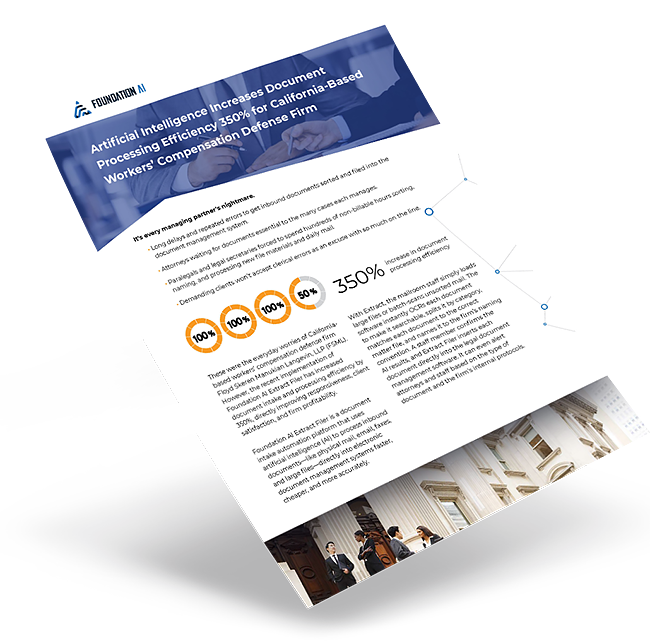 FOUNDATION AI
Artificial Intelligence Increases Document
Processing Efficiency 350% for California-Based
Workers' Compensation Defense Firm
It's every managing partner's nightmare.
· Long delays and repeated errors to get inbound documents sorted and filed into the
document management system.
· Attorneys waiting for documents essential to the many cases each manages.
· Paralegals and legal secretaries forced to spend hundreds of non-billable hours sorting,
naming, and processing new file materials and daily mail.
· Demanding clients won't accept clerical errors as an excuse with so much on the line.
100% 100% 100% 50%
350% increase in document
processing efficiency
These were the everyday worries of California-
based workers' compensation defense firm
Floyd Skeren Manukian Langevin, LLP (FSML).
However, the recent implementation of
Foundation AI Extract Filer has increased
document intake and processing efficiency by
350%, directly improving responsiveness, client
satisfaction, and firm profitability.
Foundation AI Extract Filer is a document
intake automation platform that uses
artificial intelligence (AI) to process inbound
documents—like physical mail, email, faxes,
and large files—directly into electronic
document management systems faster,
cheaper, and more accurately.
With Extract, the mailroom staff simply loads
large files or batch-scans unsorted mail. The
software instantly OCRs each document
to make it searchable, splits it by category,
matches each document to the correct
matter file, and names it to the firm's naming
convention. A staff member confirms the
AI results, and Extract Filer inserts each
document directly into the legal document
management software. It can even alert
attorneys and staff based on the type of
document and the firm's internal protocols.